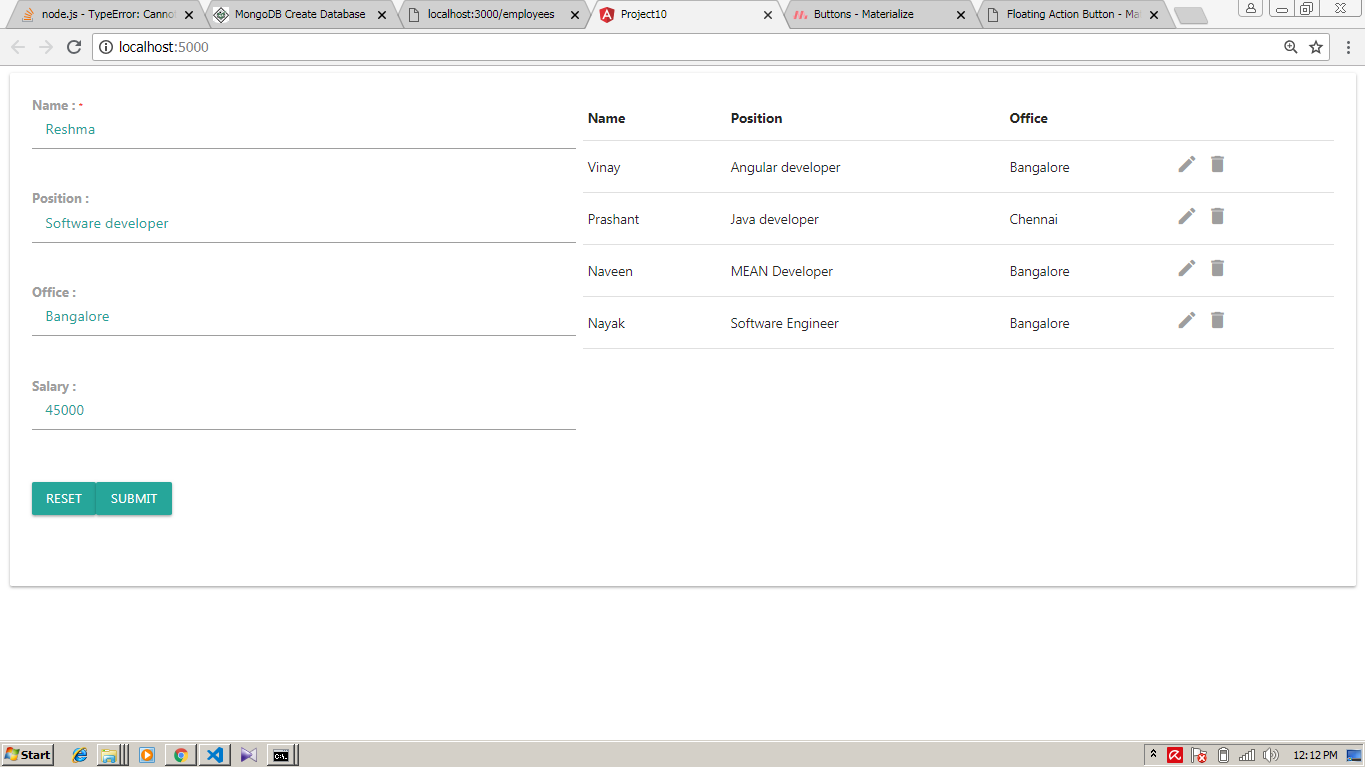 node.js - TypeError: Canno
MongoDB Create Database
localhost:3000/employees
Project10
Buttons - Materialize
Floating Action Button - Ma
localhost:5000
Name : *
Reshma
Position :
Software developer
Office :
Bangalore
Salary :
45000
RESET SUBMIT
Name Position Office
Vinay Angular developer Bangalore
Prashant Java developer Chennai
Naveen MEAN Developer Bangalore
Nayak Software Engineer Bangalore
Start
12:12 PM